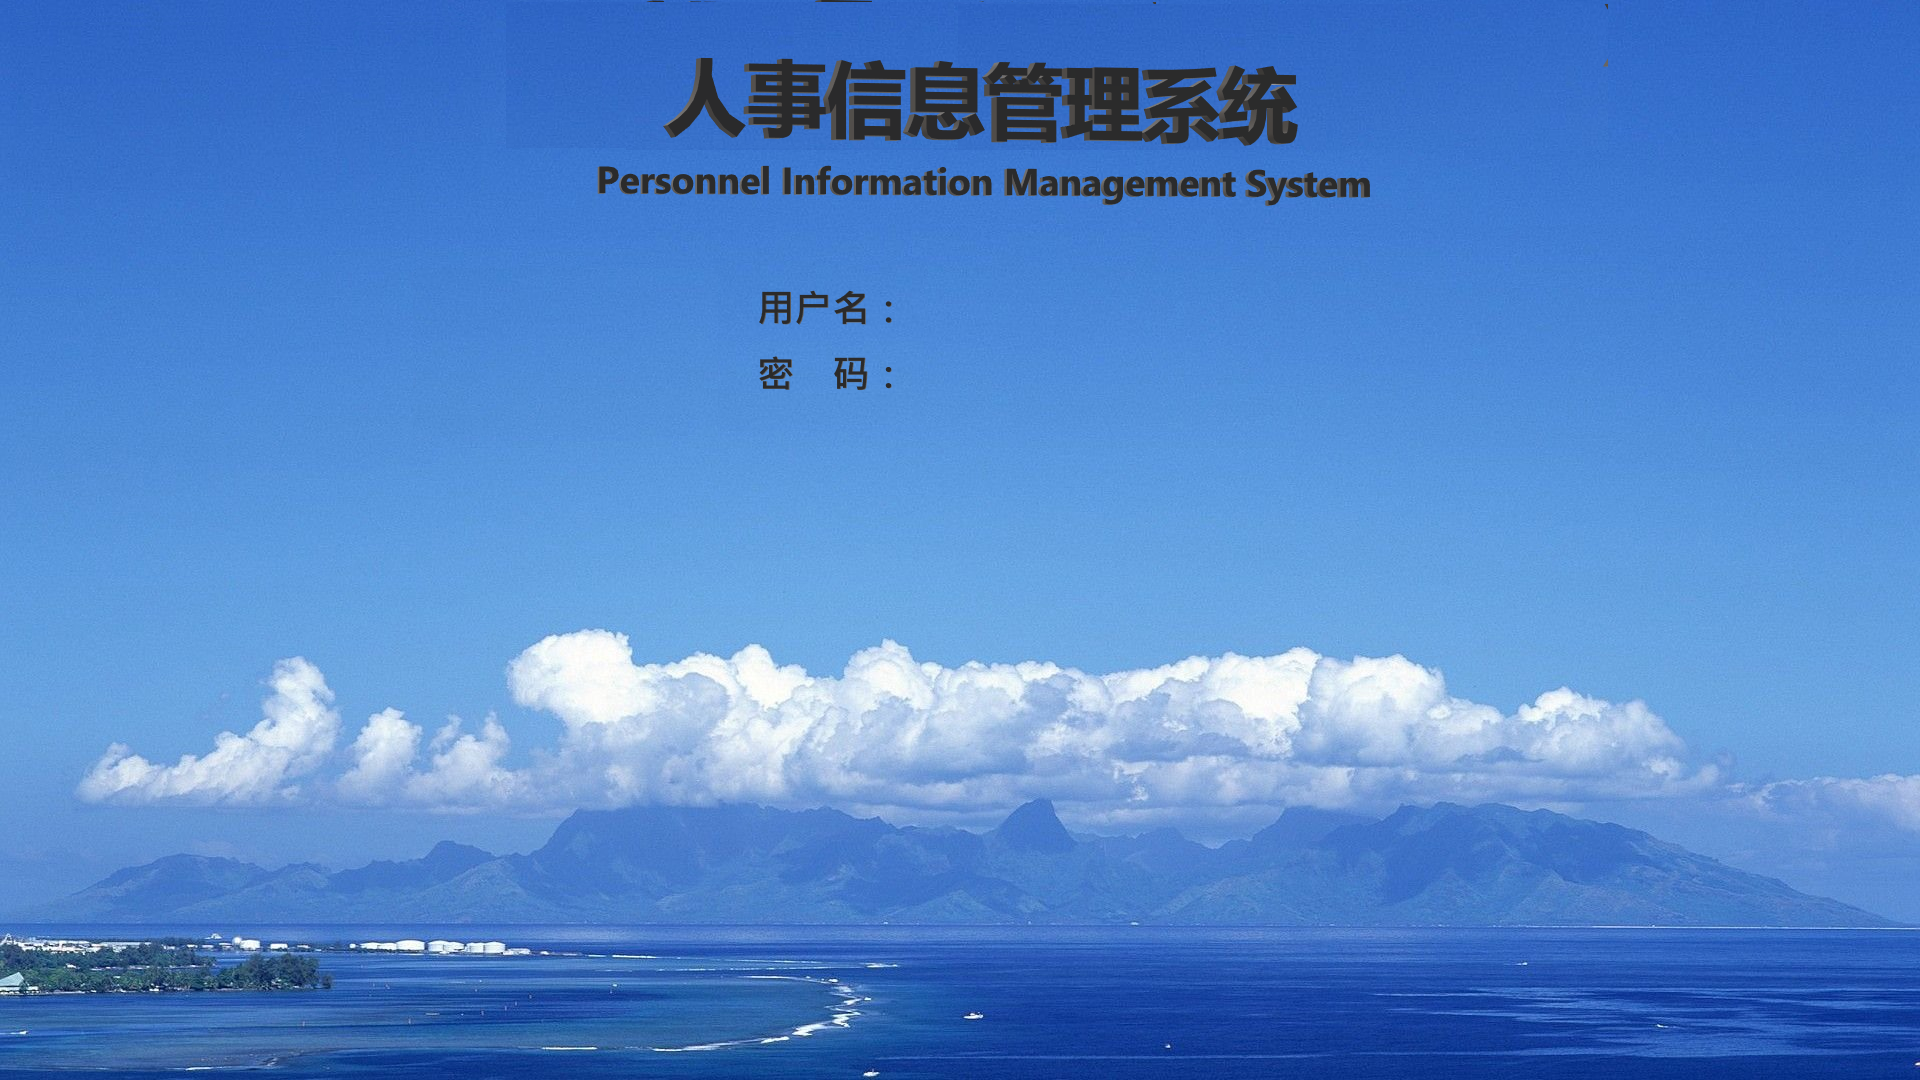 人事信息管理系统
Personnel Information Management System
用户名：
密　码：